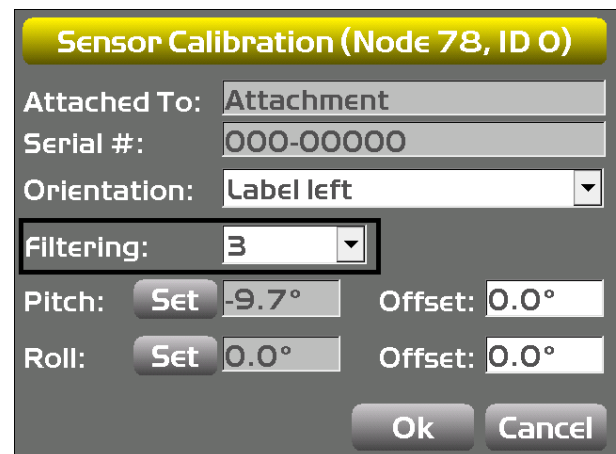 Sensor Calibration (Node 78, ID 0)
Attached To: Attachment
Serial #: 000-00000
Orientation: Label left
Filtering: 3
Pitch: Set -9.7° Offset: 0.0°
Roll: Set 0.0° Offset: 0.0°
Ok Cancel